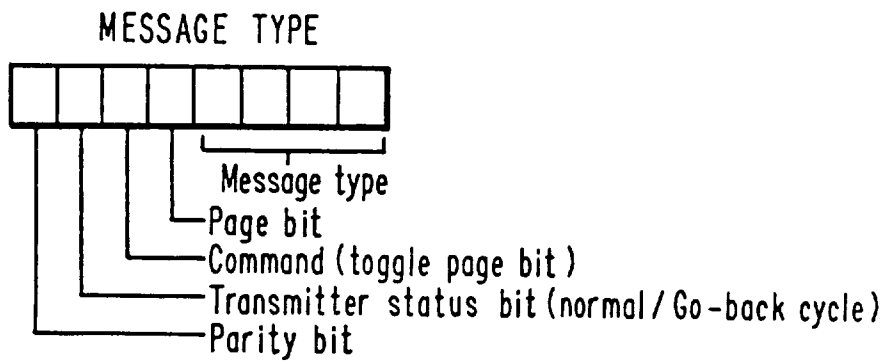 MESSAGE TYPE
Message type
Page bit
Command (toggle page bit)
Transmitter status bit (normal / Go-back cycle)
Parity bit